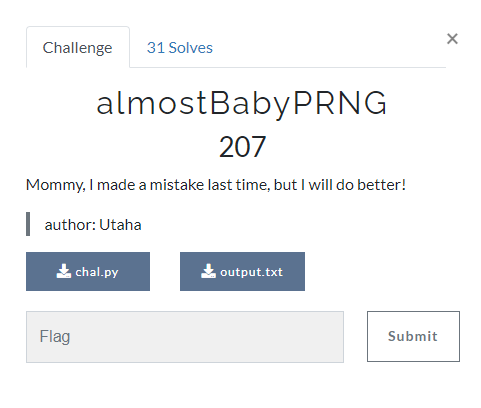 Challenge
31 Solves
×
almostBabyPRNG
207
Mommy, I made a mistake last time, but I will do better!
author: Utaha
chal.py
output.txt
Flag
Submit